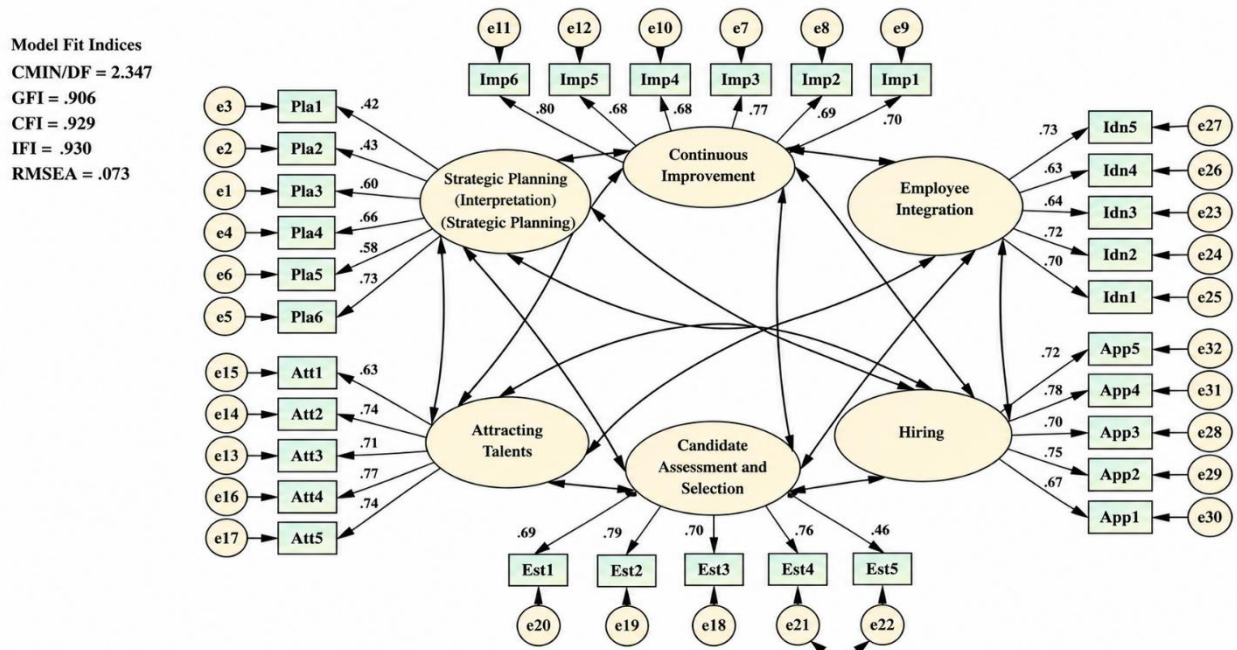 Model Fit Indices
CMIN/DF = 2.347
GFI = .906
CFI = .929
IFI = .930
RMSEA = .073
e11 e12 e10 e7 e8 e9
Imp6 Imp5 Imp4 Imp3 Imp2 Imp1
.80 .68 .68 .77 .69 .70
Continuous
Improvement
e3 Pla1 .42
e2 Pla2 .43
e1 Pla3 .60
e4 Pla4 .66
e6 Pla5 .58
e5 Pla6 .73
Strategic Planning
(Interpretation)
(Strategic Planning)
Employee
Integration
.73 Idn5 e27
.63 Idn4 e26
.64 Idn3 e23
.72 Idn2 e24
.70 Idn1 e25
e15 Att1 .63
e14 Att2 .74
e13 Att3 .71
e16 Att4 .77
e17 Att5 .74
Attracting
Talents
Candidate
Assessment and
Selection
Hiring
.72 App5 e32
.78 App4 e31
.70 App3 e28
.75 App2 e29
.67 App1 e30
.69 .79 .70 .76 .46
Est1 Est2 Est3 Est4 Est5
e20 e19 e18 e21 e22